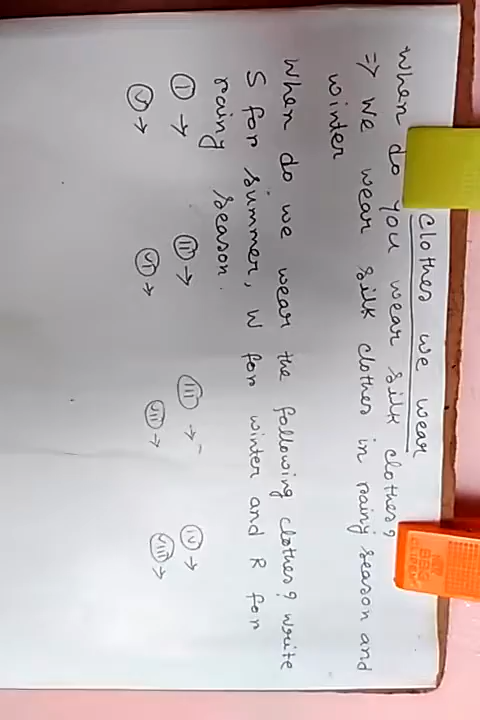 Clothes we wear
When do you wear silk clothes?
⇒ We wear silk clothes in rainy season and
winter
When do we wear the following clothes? Write
S for summer, W for winter and R for
rainy season.
I → II → III → IV →
V → VI → VII → VIII →